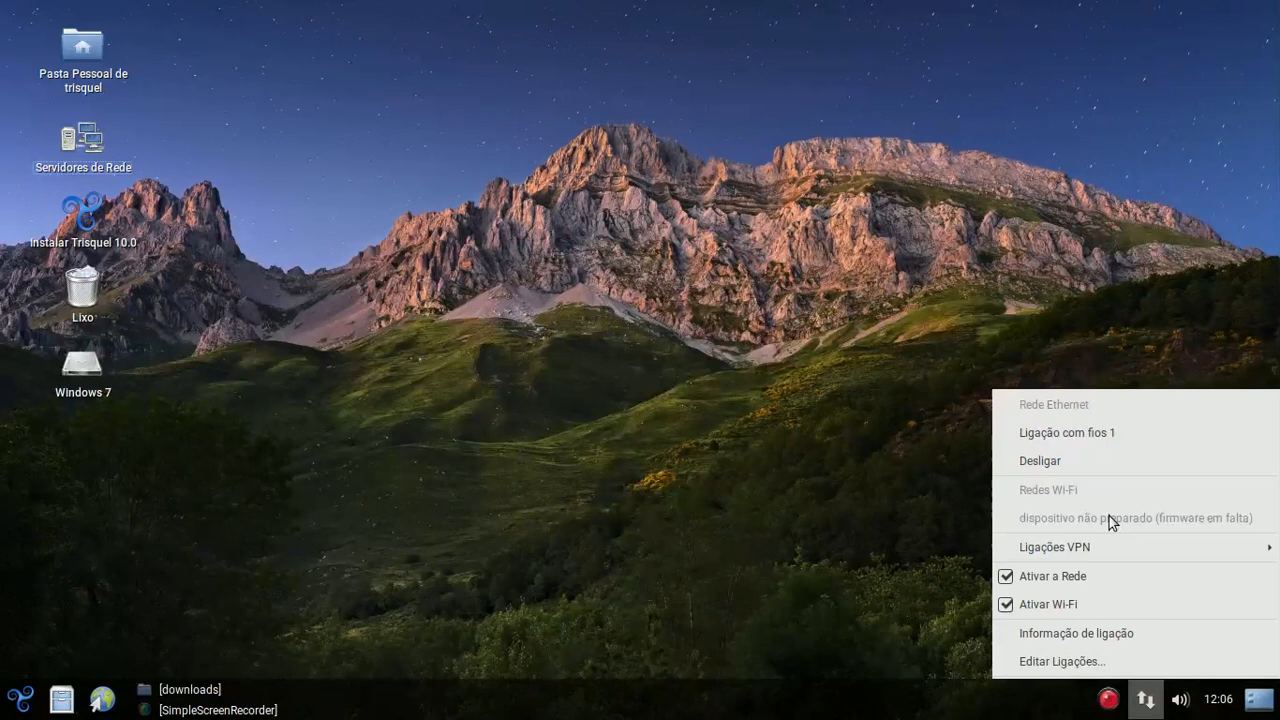 Pasta Pessoal de
trisquel
Servidores de Rede
Instalar Trisquel 10.0
Lixo
Windows 7
Rede Ethernet
Ligação com fios 1
Desligar
Redes Wi-Fi
dispositivo não preparado (firmware em falta)
Ligações VPN
Ativar a Rede
Ativar Wi-Fi
Informação de ligação
Editar Ligações...
[downloads]
[SimpleScreenRecorder]
12:06